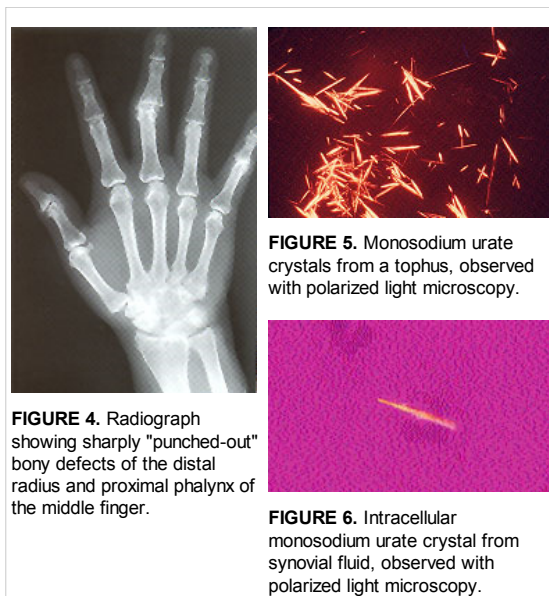 FIGURE 4. Radiograph
showing sharply "punched-out"
bony defects of the distal
radius and proximal phalynx of
the middle finger.
FIGURE 5. Monosodium urate
crystals from a tophus, observed
with polarized light microscopy.
FIGURE 6. Intracellular
monosodium urate crystal from
synovial fluid, observed with
polarized light microscopy.